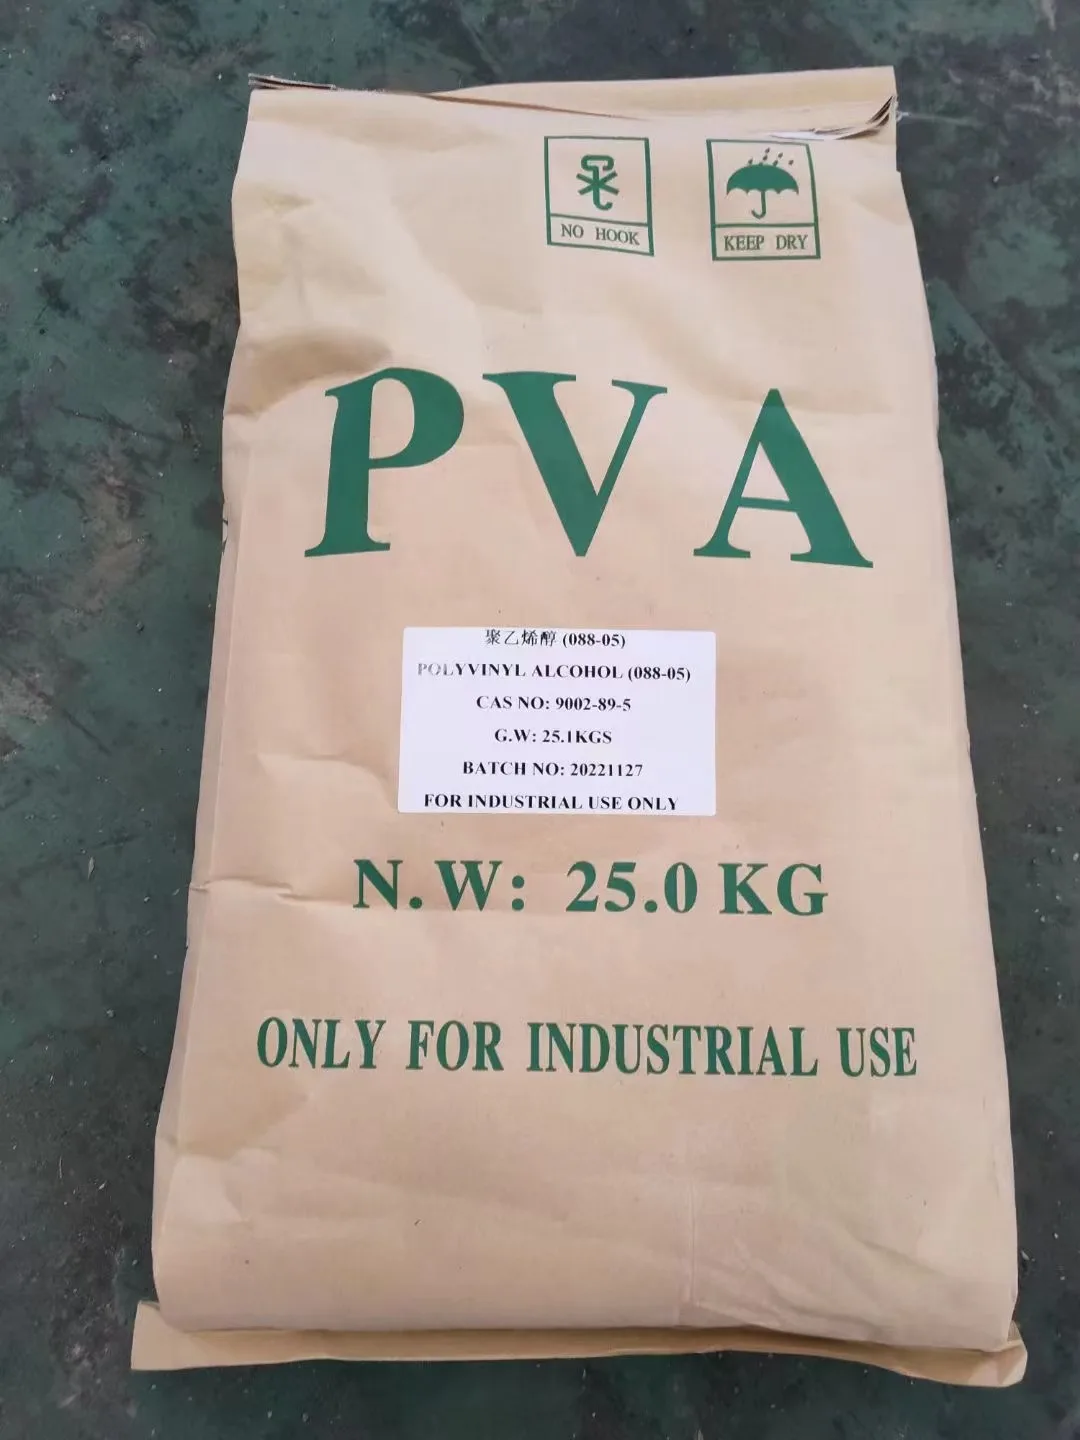 NO HOOK
KEEP DRY
PVA
聚乙烯醇 (088-05)
POLYVINYL ALCOHOL (088-05)
CAS NO: 9002-89-5
G.W: 25.1KGS
BATCH NO: 20221127
FOR INDUSTRIAL USE ONLY
N.W: 25.0 KG
ONLY FOR INDUSTRIAL USE